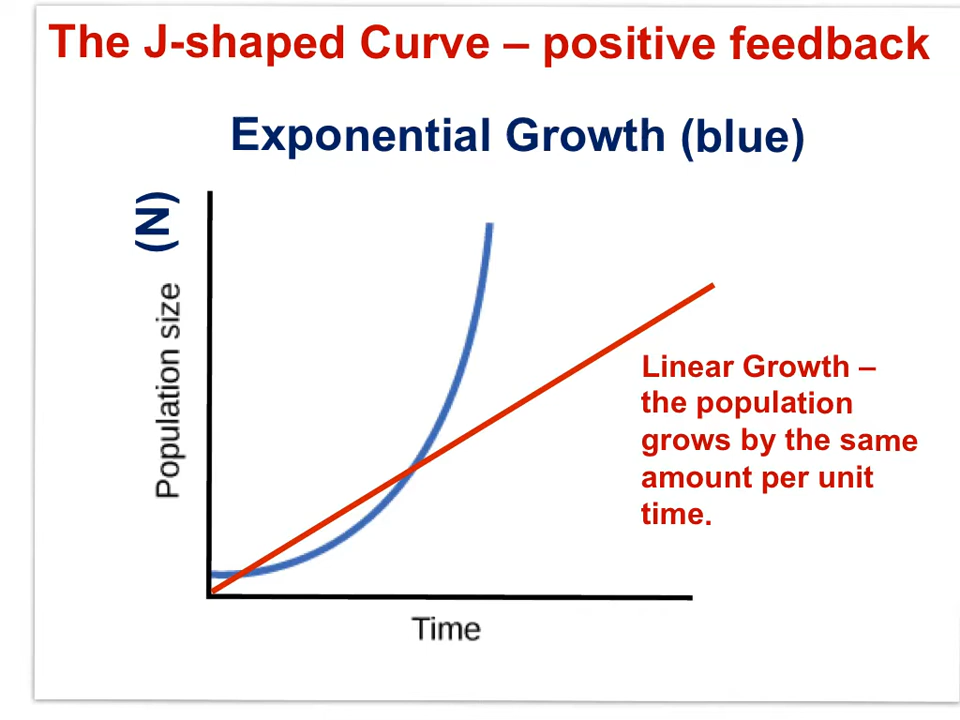 The J-shaped Curve – positive feedback
Exponential Growth (blue)
Population size (N)
Linear Growth –
the population
grows by the same
amount per unit
time.
Time